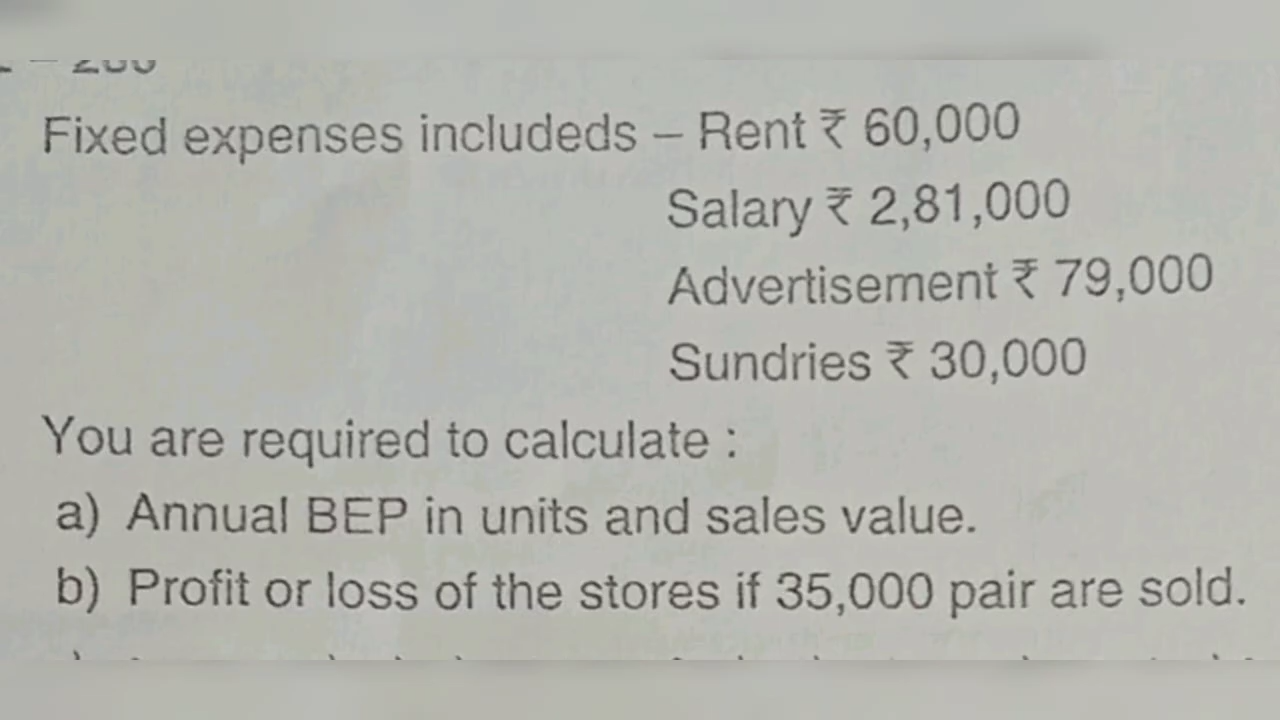 Fixed expenses includeds – Rent ₹ 60,000
Salary ₹ 2,81,000
Advertisement ₹ 79,000
Sundries ₹ 30,000
You are required to calculate :
a) Annual BEP in units and sales value.
b) Profit or loss of the stores if 35,000 pair are sold.